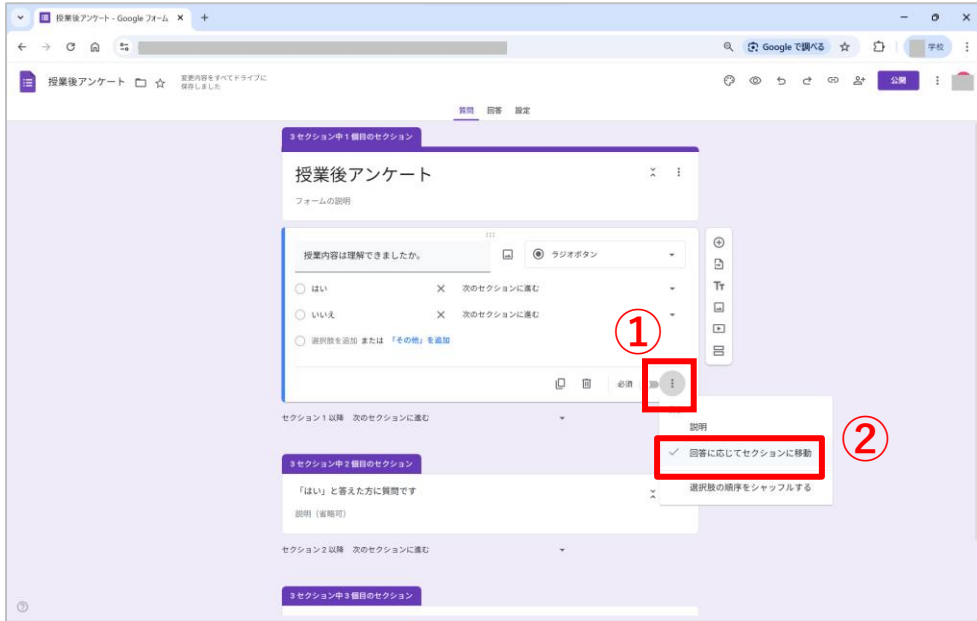 授業後アンケート - Google フォーム
Google で調べる
学校
授業後アンケート
変更内容をすべてドライブに
保存しました
公開
質問 回答 設定
3 セクション中 1 個目のセクション
授業後アンケート
フォームの説明
授業内容は理解できましたか。
ラジオボタン
はい
次のセクションに進む
いいえ
次のセクションに進む
選択肢を追加 または 「その他」を追加
Tт
①
必須
セクション 1 以降 次のセクションに進む
説明
回答に応じてセクションに移動
②
選択肢の順序をシャッフルする
3 セクション中 2 個目のセクション
「はい」と答えた方に質問です
説明（省略可）
セクション 2 以降 次のセクションに進む
3 セクション中 3 個目のセクション